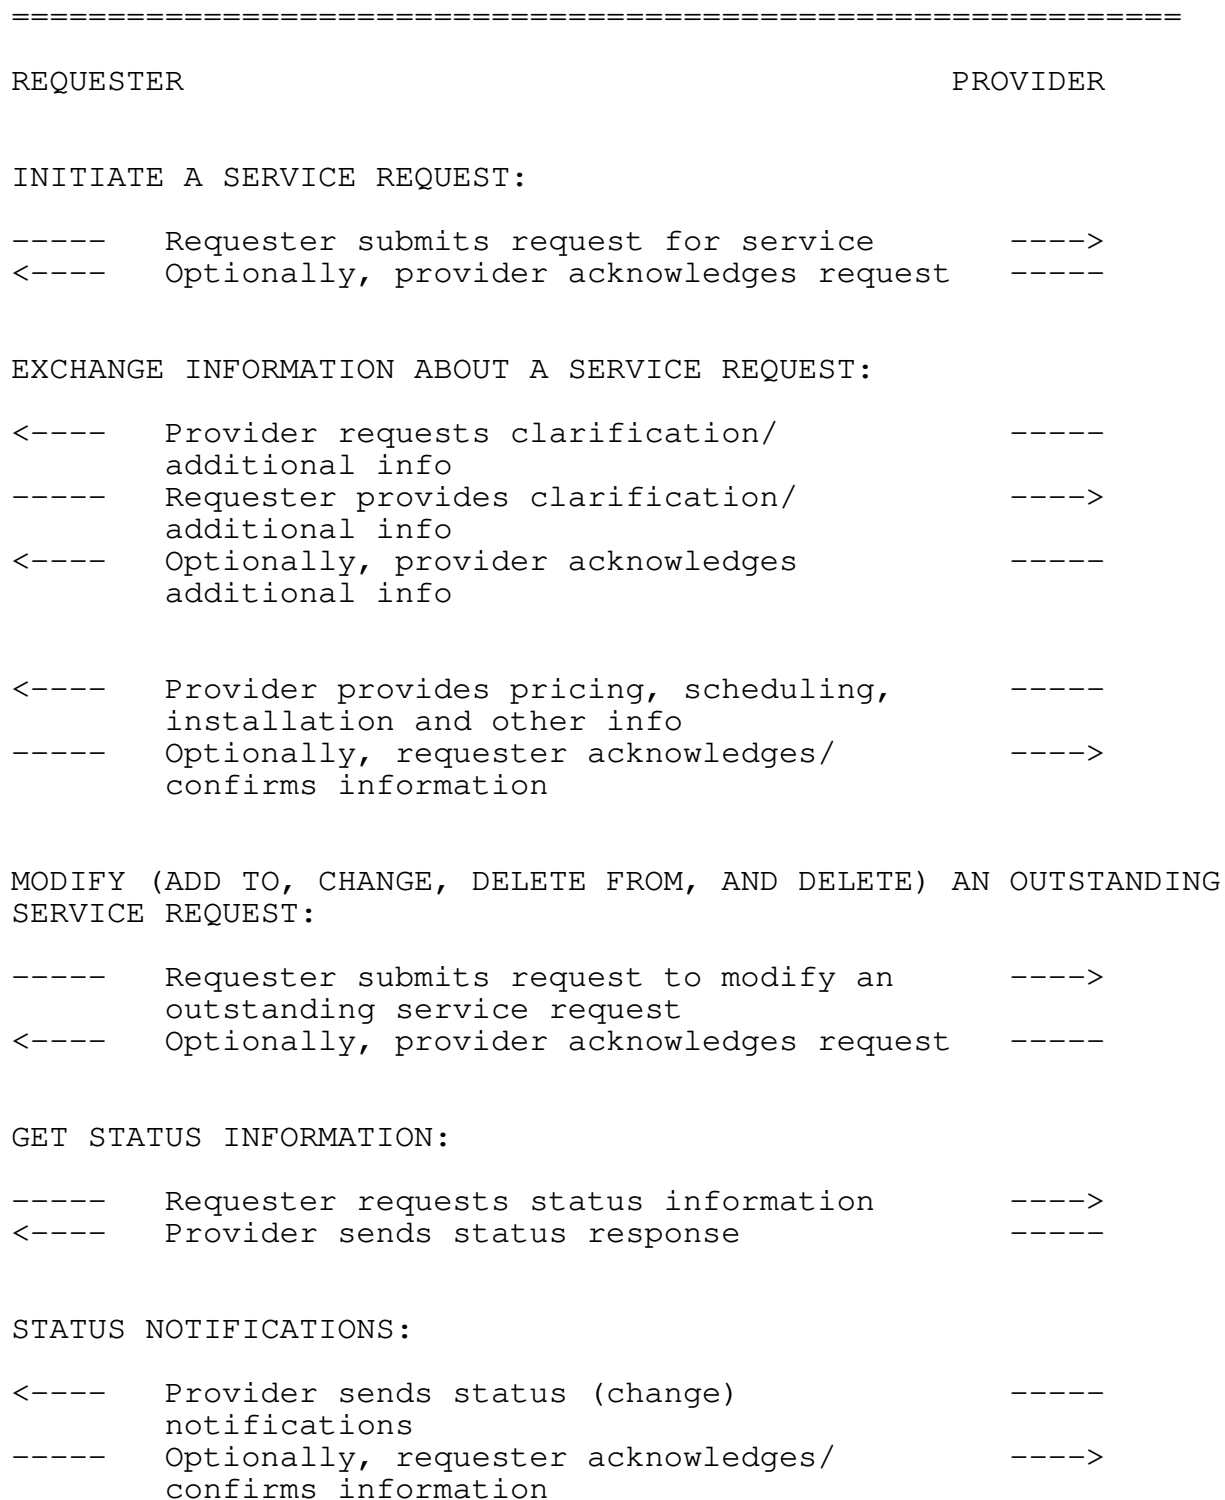 =============================================================
REQUESTER                                        PROVIDER
INITIATE A SERVICE REQUEST:
-----   Requester submits request for service       ---->
<----   Optionally, provider acknowledges request   -----
EXCHANGE INFORMATION ABOUT A SERVICE REQUEST:
<----   Provider requests clarification/            -----
        additional info
-----   Requester provides clarification/           ---->
        additional info
<----   Optionally, provider acknowledges           -----
        additional info
<----   Provider provides pricing, scheduling,      -----
        installation and other info
-----   Optionally, requester acknowledges/         ---->
        confirms information
MODIFY (ADD TO, CHANGE, DELETE FROM, AND DELETE) AN OUTSTANDING
SERVICE REQUEST:
-----   Requester submits request to modify an      ---->
        outstanding service request
<----   Optionally, provider acknowledges request   -----
GET STATUS INFORMATION:
-----   Requester requests status information       ---->
<----   Provider sends status response              -----
STATUS NOTIFICATIONS:
<----   Provider sends status (change)              -----
        notifications
-----   Optionally, requester acknowledges/         ---->
        confirms information